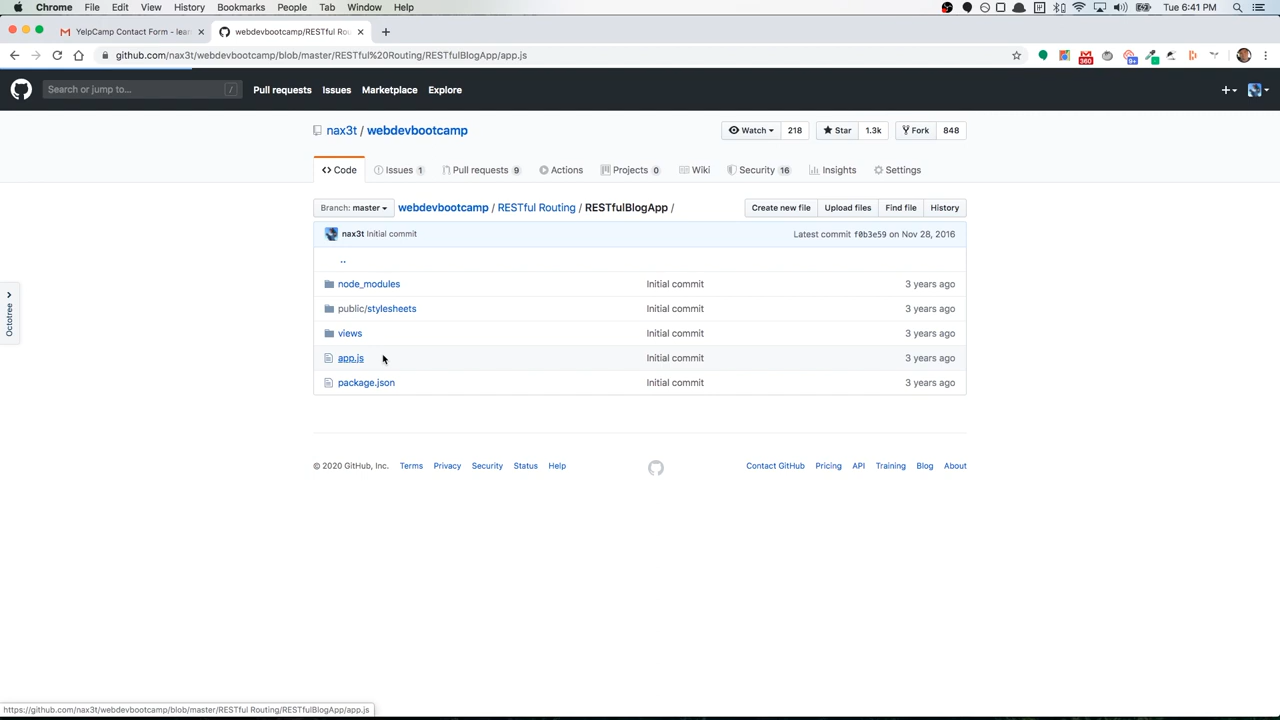 Chrome File Edit View History Bookmarks People Tab Window Help Tue 6:41 PM
YelpCamp Contact Form - lear webdevbootcamp/RESTful Rou
github.com/nax3t/webdevbootcamp/blob/master/RESTful%20Routing/RESTfulBlogApp/app.js 360 9+
Search or jump to... / Pull requests Issues Marketplace Explore
nax3t / webdevbootcamp Watch 218 Star 1.3k Fork 848
Code Issues 1 Pull requests 9 Actions Projects 0 Wiki Security 16 Insights Settings
Branch: master webdevbootcamp / RESTful Routing / RESTfulBlogApp / Create new file Upload files Find file History
nax3t Initial commit Latest commit f0b3e59 on Nov 28, 2016
..
node_modules Initial commit 3 years ago
public/stylesheets Initial commit 3 years ago
views Initial commit 3 years ago
app.js Initial commit 3 years ago
package.json Initial commit 3 years ago
Octotree
© 2020 GitHub, Inc. Terms Privacy Security Status Help Contact GitHub Pricing API Training Blog About
https://github.com/nax3t/webdevbootcamp/blob/master/RESTful Routing/RESTfulBlogApp/app.js